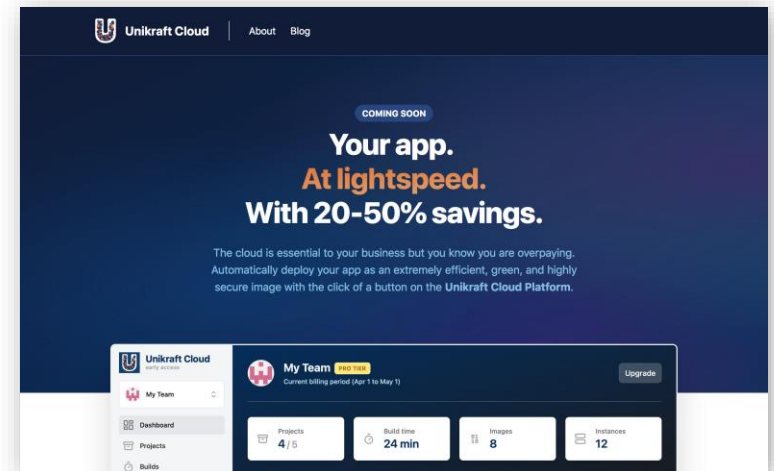 Unikraft Cloud
About Blog
COMING SOON
Your app.
At lightspeed.
With 20-50% savings.
The cloud is essential to your business but you know you are overpaying.
Automatically deploy your app as an extremely efficient, green, and highly
secure image with the click of a button on the Unikraft Cloud Platform.
Unikraft Cloud
early access
My Team
Dashboard
Projects
Builds
My Team PRO TIER
Current billing period (Apr 1 to May 1)
Upgrade
Projects
4 / 5
Build time
24 min
Images
8
Instances
12